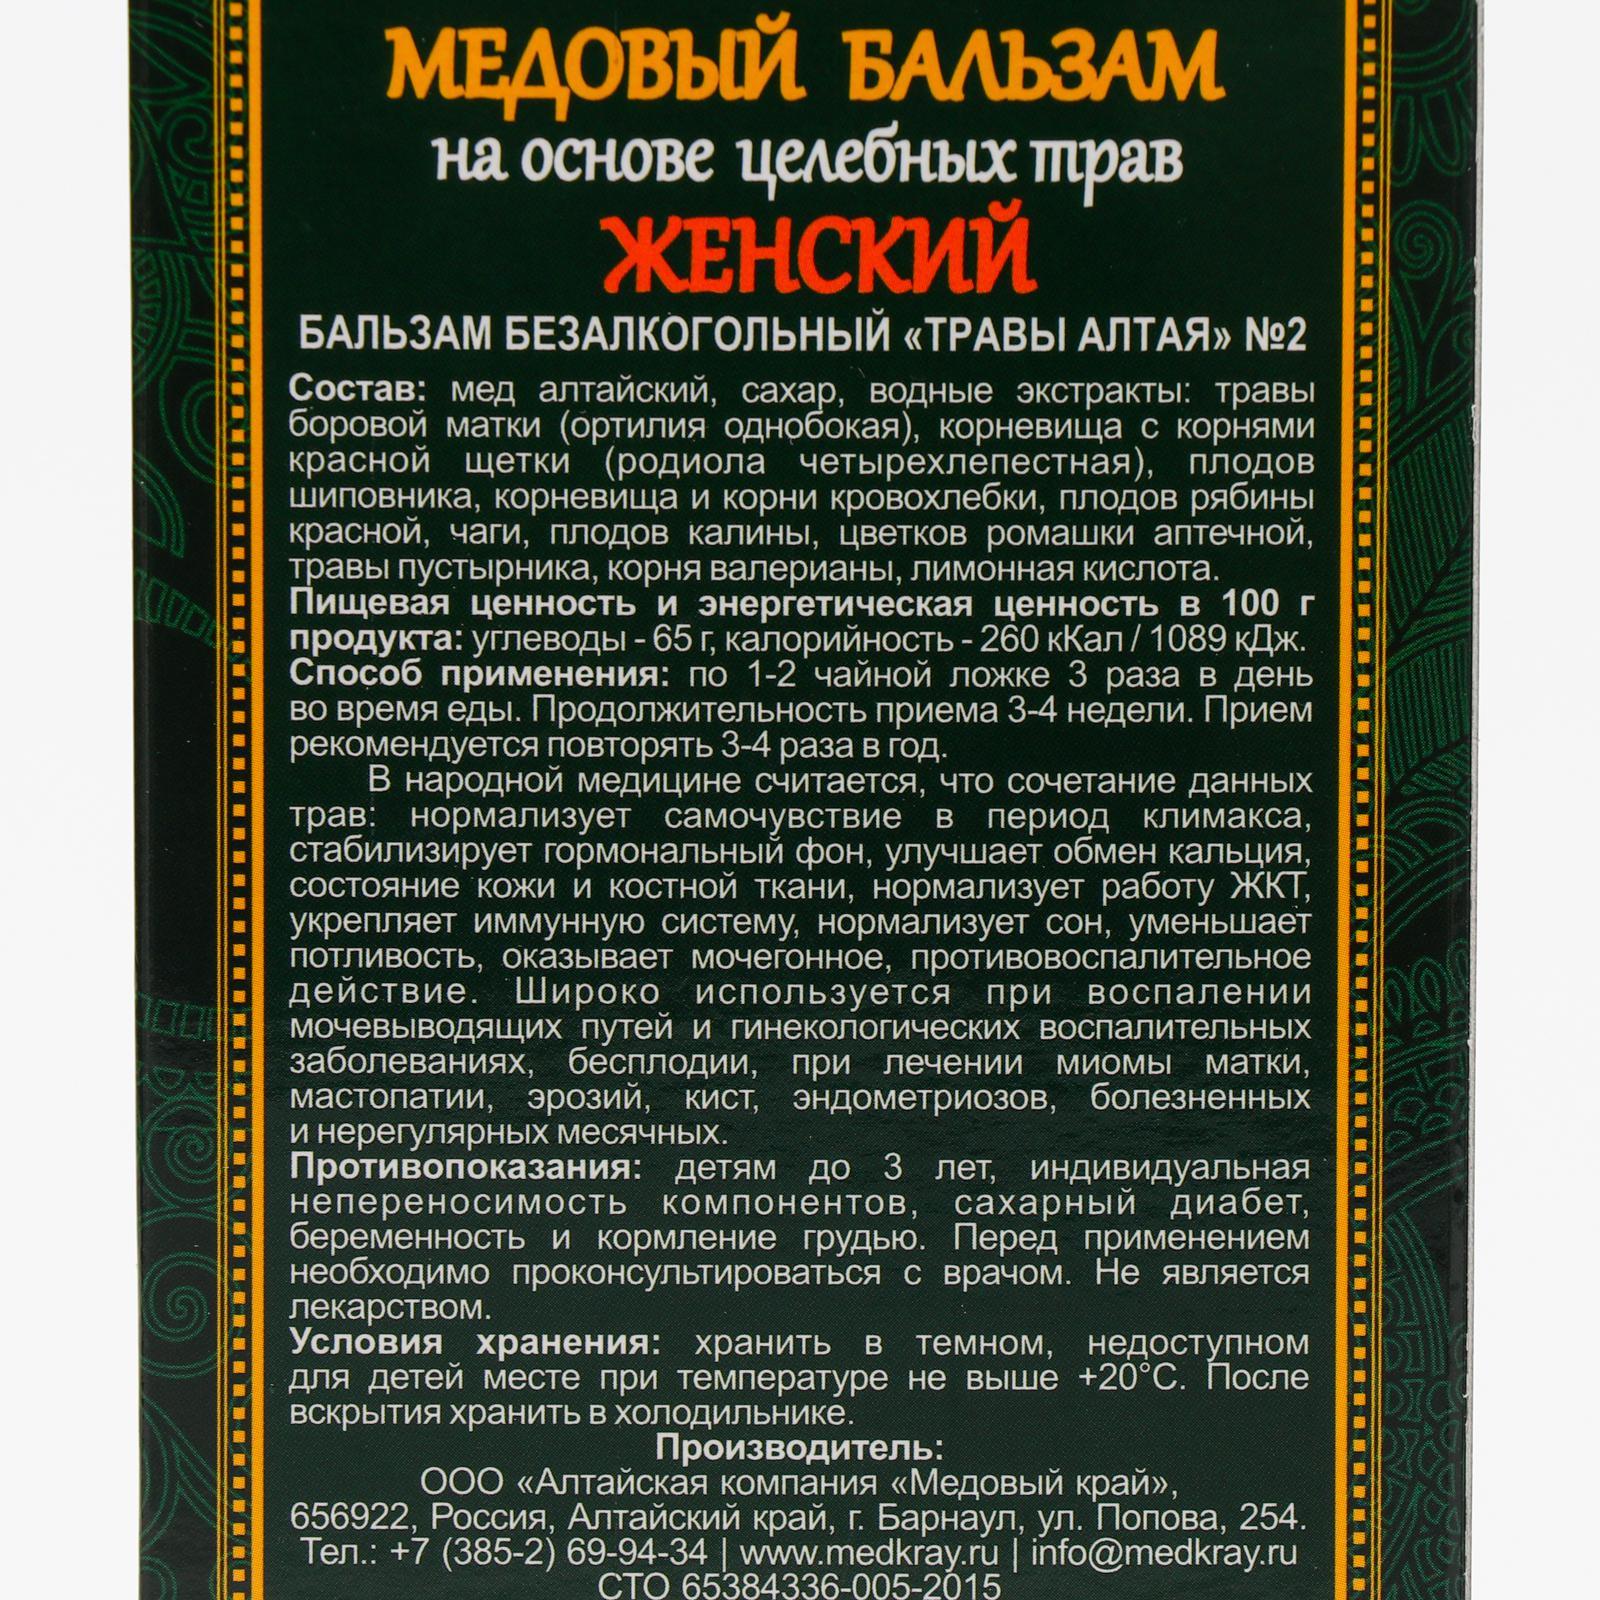 МЕДОВЫЙ БАЛЬЗАМ
на основе целебных трав
ЖЕНСКИЙ
БАЛЬЗАМ БЕЗАЛКОГОЛЬНЫЙ «ТРАВЫ АЛТАЯ» №2
Состав: мед алтайский, сахар, водные экстракты: травы
боровой матки (ортилия однобокая), корневища с корнями
красной щетки (родиола четырехлепестная), плодов
шиповника, корневища и корни кровохлебки, плодов рябины
красной, чаги, плодов калины, цветков ромашки аптечной,
травы пустырника, корня валерианы, лимонная кислота.
Пищевая ценность и энергетическая ценность в 100 г
продукта: углеводы - 65 г, калорийность - 260 кКал / 1089 кДж.
Способ применения: по 1-2 чайной ложке 3 раза в день
во время еды. Продолжительность приема 3-4 недели. Прием
рекомендуется повторять 3-4 раза в год.
В народной медицине считается, что сочетание данных
трав: нормализует самочувствие в период климакса,
стабилизирует гормональный фон, улучшает обмен кальция,
состояние кожи и костной ткани, нормализует работу ЖКТ,
укрепляет иммунную систему, нормализует сон, уменьшает
потливость, оказывает мочегонное, противовоспалительное
действие. Широко используется при воспалении
мочевыводящих путей и гинекологических воспалительных
заболеваниях, бесплодии, при лечении миомы матки,
мастопатии, эрозий, кист, эндометриозов, болезненных
и нерегулярных месячных.
Противопоказания: детям до 3 лет, индивидуальная
непереносимость компонентов, сахарный диабет,
беременность и кормление грудью. Перед применением
необходимо проконсультироваться с врачом. Не является
лекарством.
Условия хранения: хранить в темном, недоступном
для детей месте при температуре не выше +20°С. После
вскрытия хранить в холодильнике.
Производитель:
ООО «Алтайская компания «Медовый край»,
656922, Россия, Алтайский край, г. Барнаул, ул. Попова, 254.
Тел.: +7 (385-2) 69-94-34 | www.medkray.ru | info@medkray.ru
СТО 65384336-005-2015